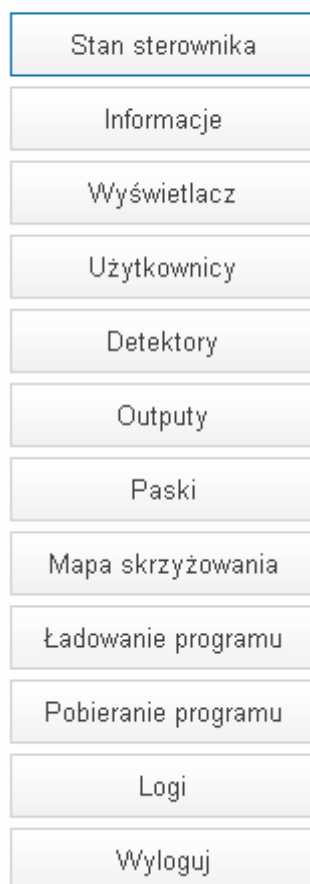 Stan sterownika
Informacje
Wyświetlacz
Użytkownicy
Detektory
Outputy
Paski
Mapa skrzyżowania
Ładowanie programu
Pobieranie programu
Logi
Wyloguj